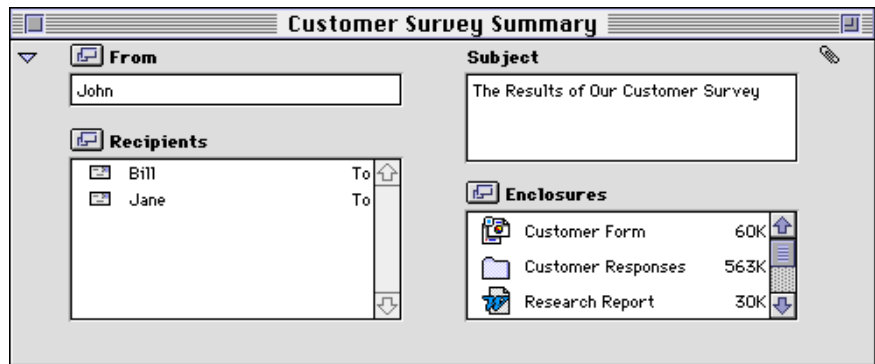 Customer Survey Summary
From
John
Recipients
Bill To
Jane To
Subject
The Results of Our Customer Survey
Enclosures
Customer Form 60K
Customer Responses 563K
Research Report 30K